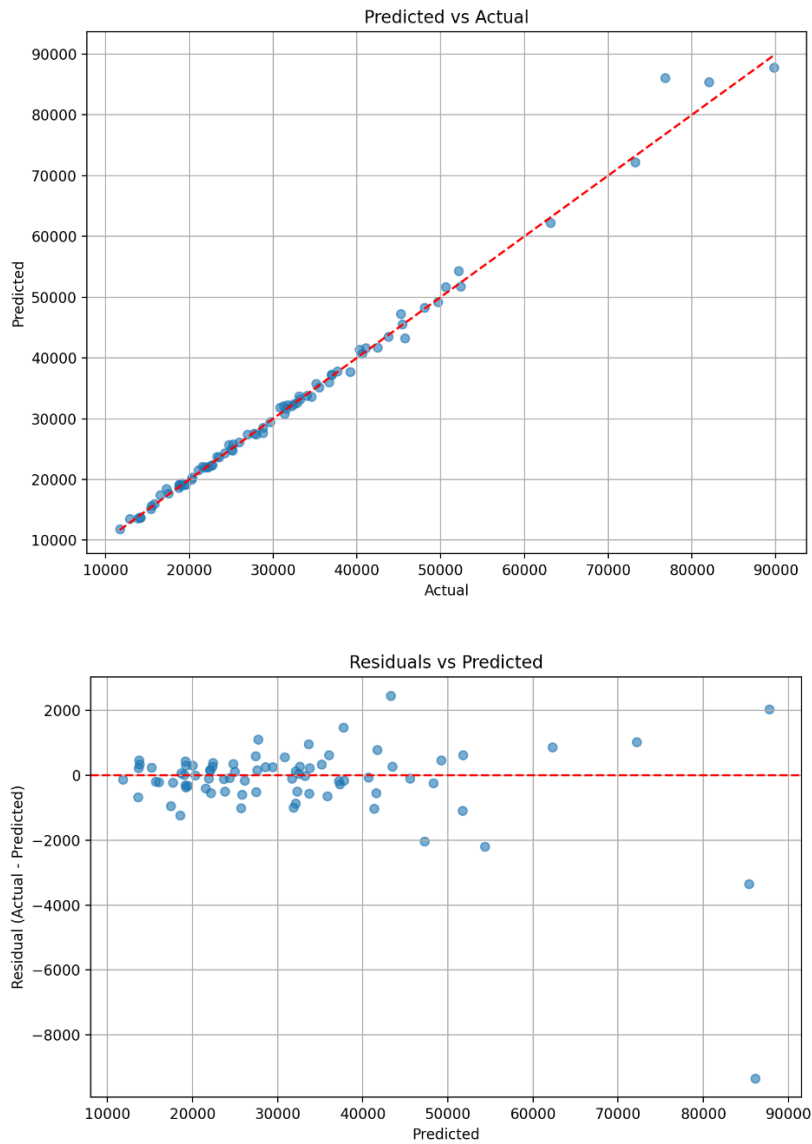 Predicted vs Actual
90000
80000
70000
60000
50000
40000
30000
20000
10000
Predicted
10000 20000 30000 40000 50000 60000 70000 80000 90000
Actual
Residuals vs Predicted
2000
0
−2000
−4000
−6000
−8000
Residual (Actual - Predicted)
10000 20000 30000 40000 50000 60000 70000 80000 90000
Predicted